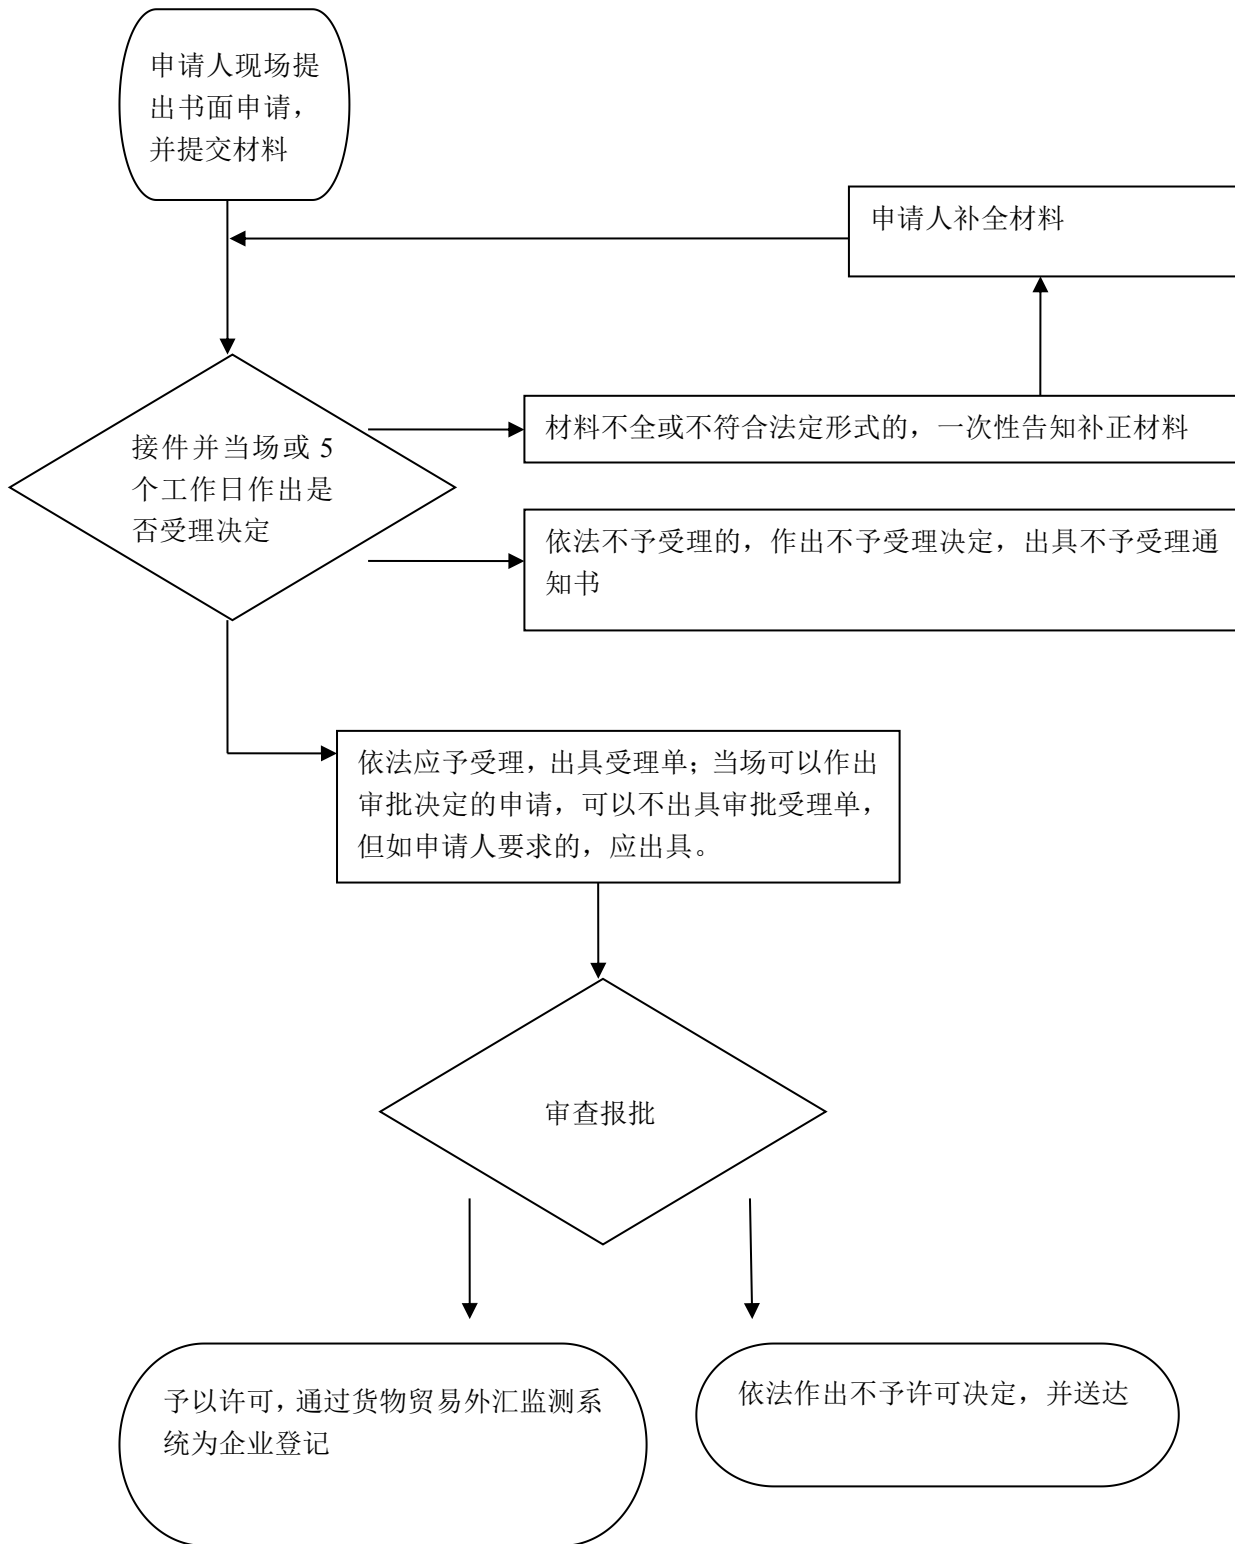 申请人现场提
出书面申请，
并提交材料
申请人补全材料
材料不全或不符合法定形式的，一次性告知补正材料
接件并当场或 5
个工作日作出是
否受理决定
依法不予受理的，作出不予受理决定，出具不予受理通
知书
依法应予受理，出具受理单；当场可以作出
审批决定的申请，可以不出具审批受理单，
但如申请人要求的，应出具。
审查报批
予以许可，通过货物贸易外汇监测系
统为企业登记
依法作出不予许可决定，并送达